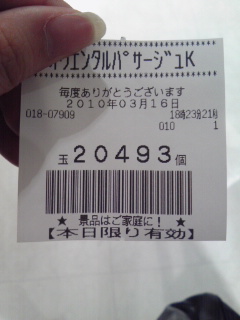 ｵﾘｴﾝﾀﾙﾊﾟｻｰｼﾞｭK
毎度ありがとうございます
2010年03月16日
018-07909 18時23分21秒
010 1
玉 20493 個
★ 景品はご家庭に! ★
【本日限り有効】